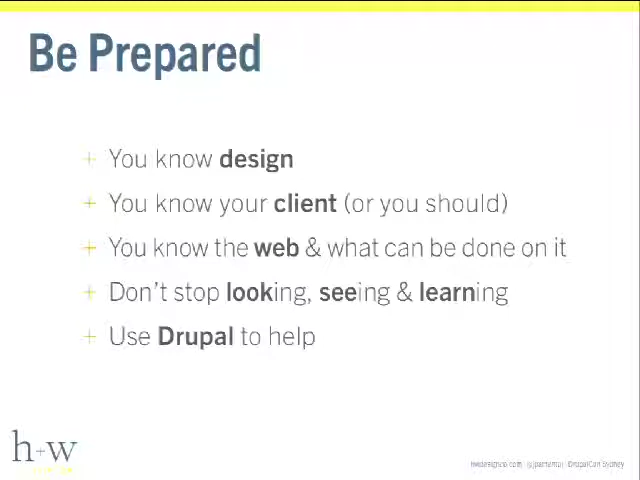 Be Prepared
+ You know design
+ You know your client (or you should)
+ You know the web & what can be done on it
+ Don't stop looking, seeing & learning
+ Use Drupal to help
h+w
DrupalCon Sydney